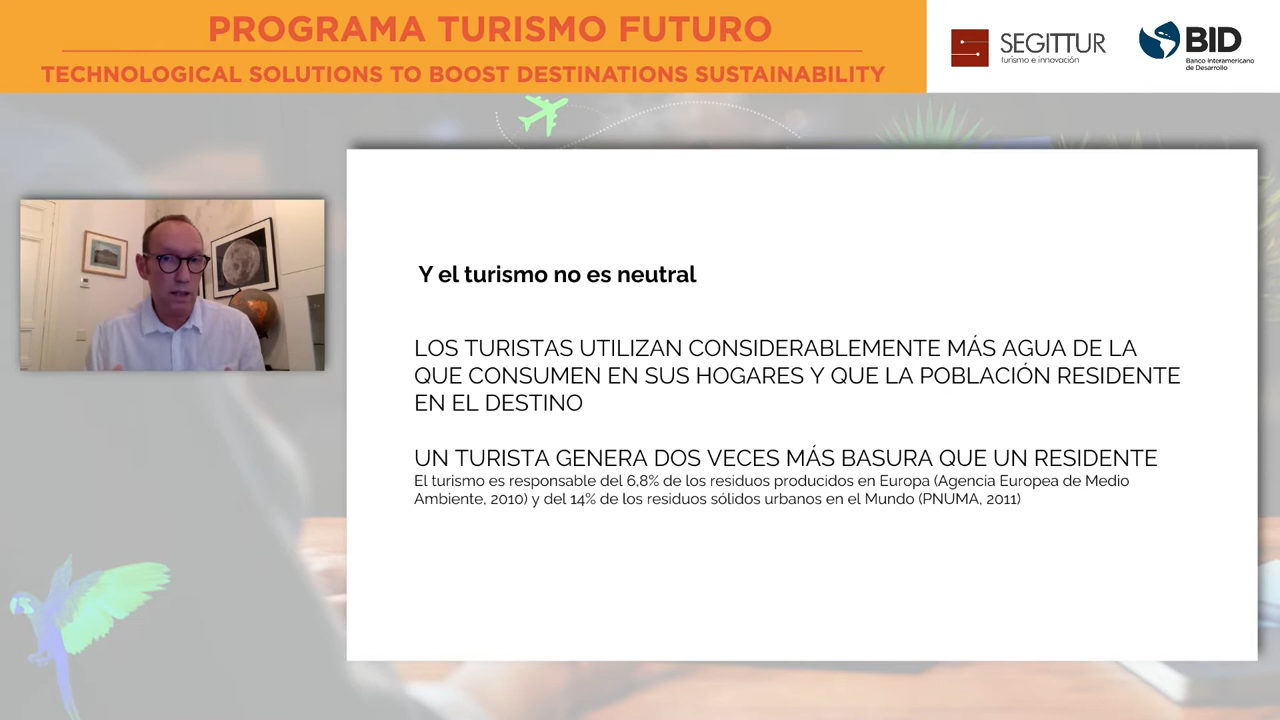 PROGRAMA TURISMO FUTURO
TECHNOLOGICAL SOLUTIONS TO BOOST DESTINATIONS SUSTAINABILITY
SEGITTUR
turismo e innovación
BID
Banco Interamericano
de Desarrollo
Y el turismo no es neutral
LOS TURISTAS UTILIZAN CONSIDERABLEMENTE MÁS AGUA DE LA
QUE CONSUMEN EN SUS HOGARES Y QUE LA POBLACIÓN RESIDENTE
EN EL DESTINO
UN TURISTA GENERA DOS VECES MÁS BASURA QUE UN RESIDENTE
El turismo es responsable del 6,8% de los residuos producidos en Europa (Agencia Europea de Medio
Ambiente, 2010) y del 14% de los residuos sólidos urbanos en el Mundo (PNUMA, 2011)